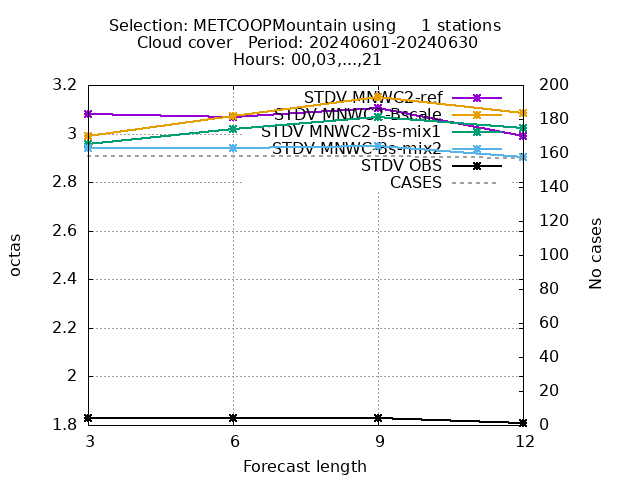 Selection: METCOOPMountain using 1 stations
Cloud cover Period: 20240601-20240630
Hours: 00,03,...,21
3.2
3
2.8
2.6
2.4
2.2
2
1.8
octas
200
180
160
140
120
100
80
60
40
20
0
No cases
STDV MNWC2-ref
STDV MNWC2-Bscale
STDV MNWC2-Bs-mix1
STDV MNWC-Bs-mix2
STDV OBS
CASES
3 6 9 12
Forecast length